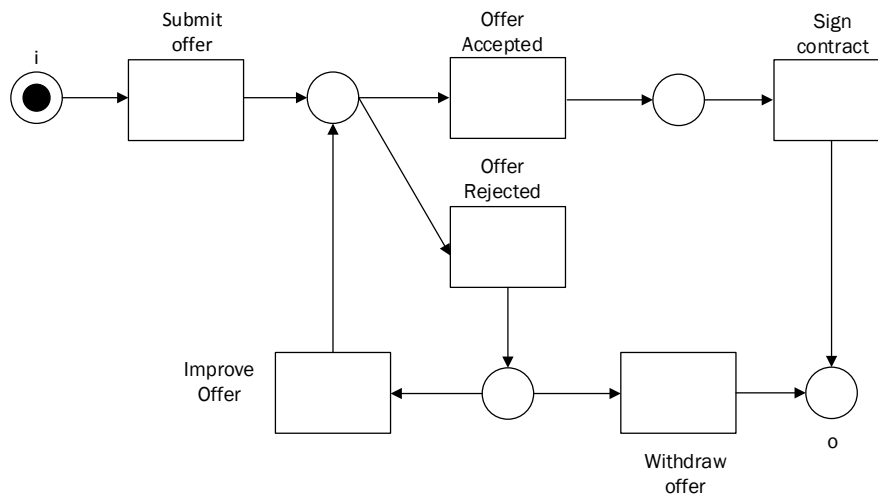 Submit
offer
Offer
Accepted
Sign
contract
i
Offer
Rejected
Improve
Offer
Withdraw
offer
o